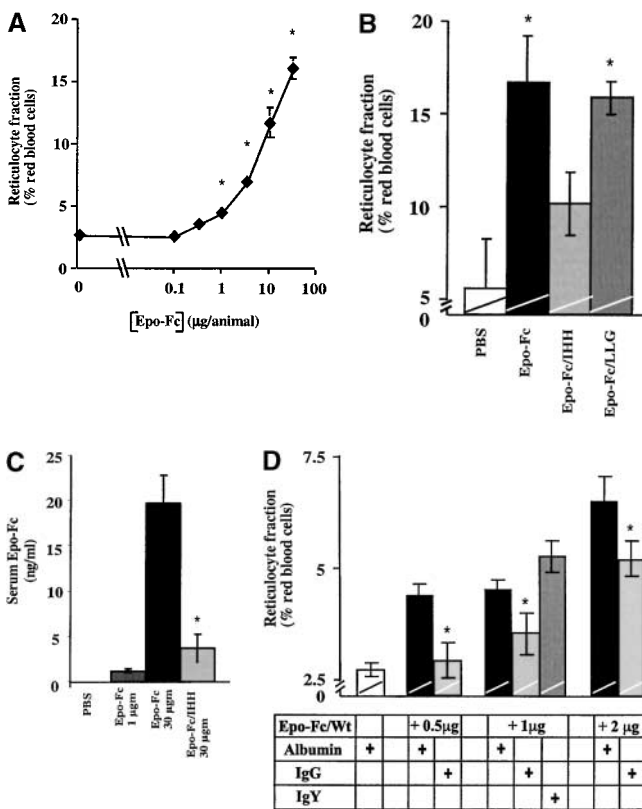 A
Reticulocyte fraction
(% red blood cells)
20
15
10
5
0
*
*
*
*
0
0.1
1
10
100
[Epo-Fc] (μg/animal)
B
Reticulocyte fraction
(% red blood cells)
20
15
10
5
0
*
*
PBS
Epo-Fc
Epo-Fc/IHH
Epo-Fc/LLG
C
Serum Epo-Fc
(ng/ml)
25
20
15
10
5
0
*
PBS
Epo-Fc
1 μgm
Epo-Fc
30 μgm
Epo-Fc/IHH
30 μgm
D
Reticulocyte fraction
(% red blood cells)
7.5
5
2.5
0
*
*
*
Epo-Fc/Wt + 0.5μg + 1μg + 2 μg
Albumin + + + +
IgG + + +
IgY +